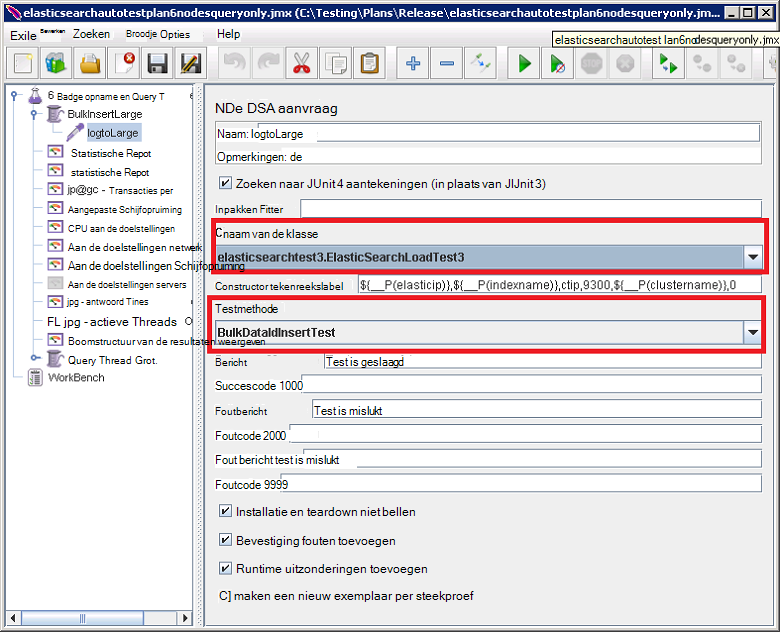 elasticsearchautotestplan6nodesqueryonly.jmx (C:\Testing\Plans\Release\elasticsearchautotestplan6nodesqueryonly.jm...
Exile Bewerken Zoeken Broodje Opties Help
elasticsearchautotest lan6nodesqueryonly.jmx
6 Badge opname en Query T
BulkInsertLarge
logtoLarge
Statistische Repot
statistische Repot
jp@gc - Transacties per
Aangepaste Schijfopruiming
CPU aan de doelstellingen
Aan de doelstellingen netwerk
Aan de doelstellingen Schijfopruiming
Aan de doelstellingen servers
jpg - antwoord Tines
FL jpg - actieve Threads O
Boomstructuur van de resultaten weergeven
Query Thread Grot.
WorkBench
NDe DSA aanvraag
Naam: logtoLarge
Opmerkingen: de
Zoeken naar JUnit 4 aantekeningen (in plaats van JlJnit 3)
Inpakken Fitter
Cnaam van de klasse
elasticsearchtest3.ElasticSearchLoadTest3
Constructor tekenreekslabel ${__P(elasticip)},${__P(indexname)},ctip,9300,${__P(clustername)},0
Testmethode
BulkDataIdInsertTest
Bericht Test is geslaagd
Succescode 1000
Foutbericht Test is mislukt
Foutcode 2000
Fout bericht test is mislukt
Foutcode 9999
Installatie en teardown niet bellen
Bevestiging fouten toevoegen
Runtime uitzonderingen toevoegen
C] maken een nieuw exemplaar per steekproef